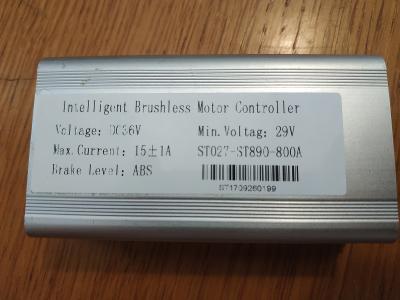 Intelligent Brushless Motor Controller
Voltage: DC36V Min. Voltag: 29V
Max. Current: 15±1A ST027-ST890-800A
Brake Level: ABS
ST1709260199